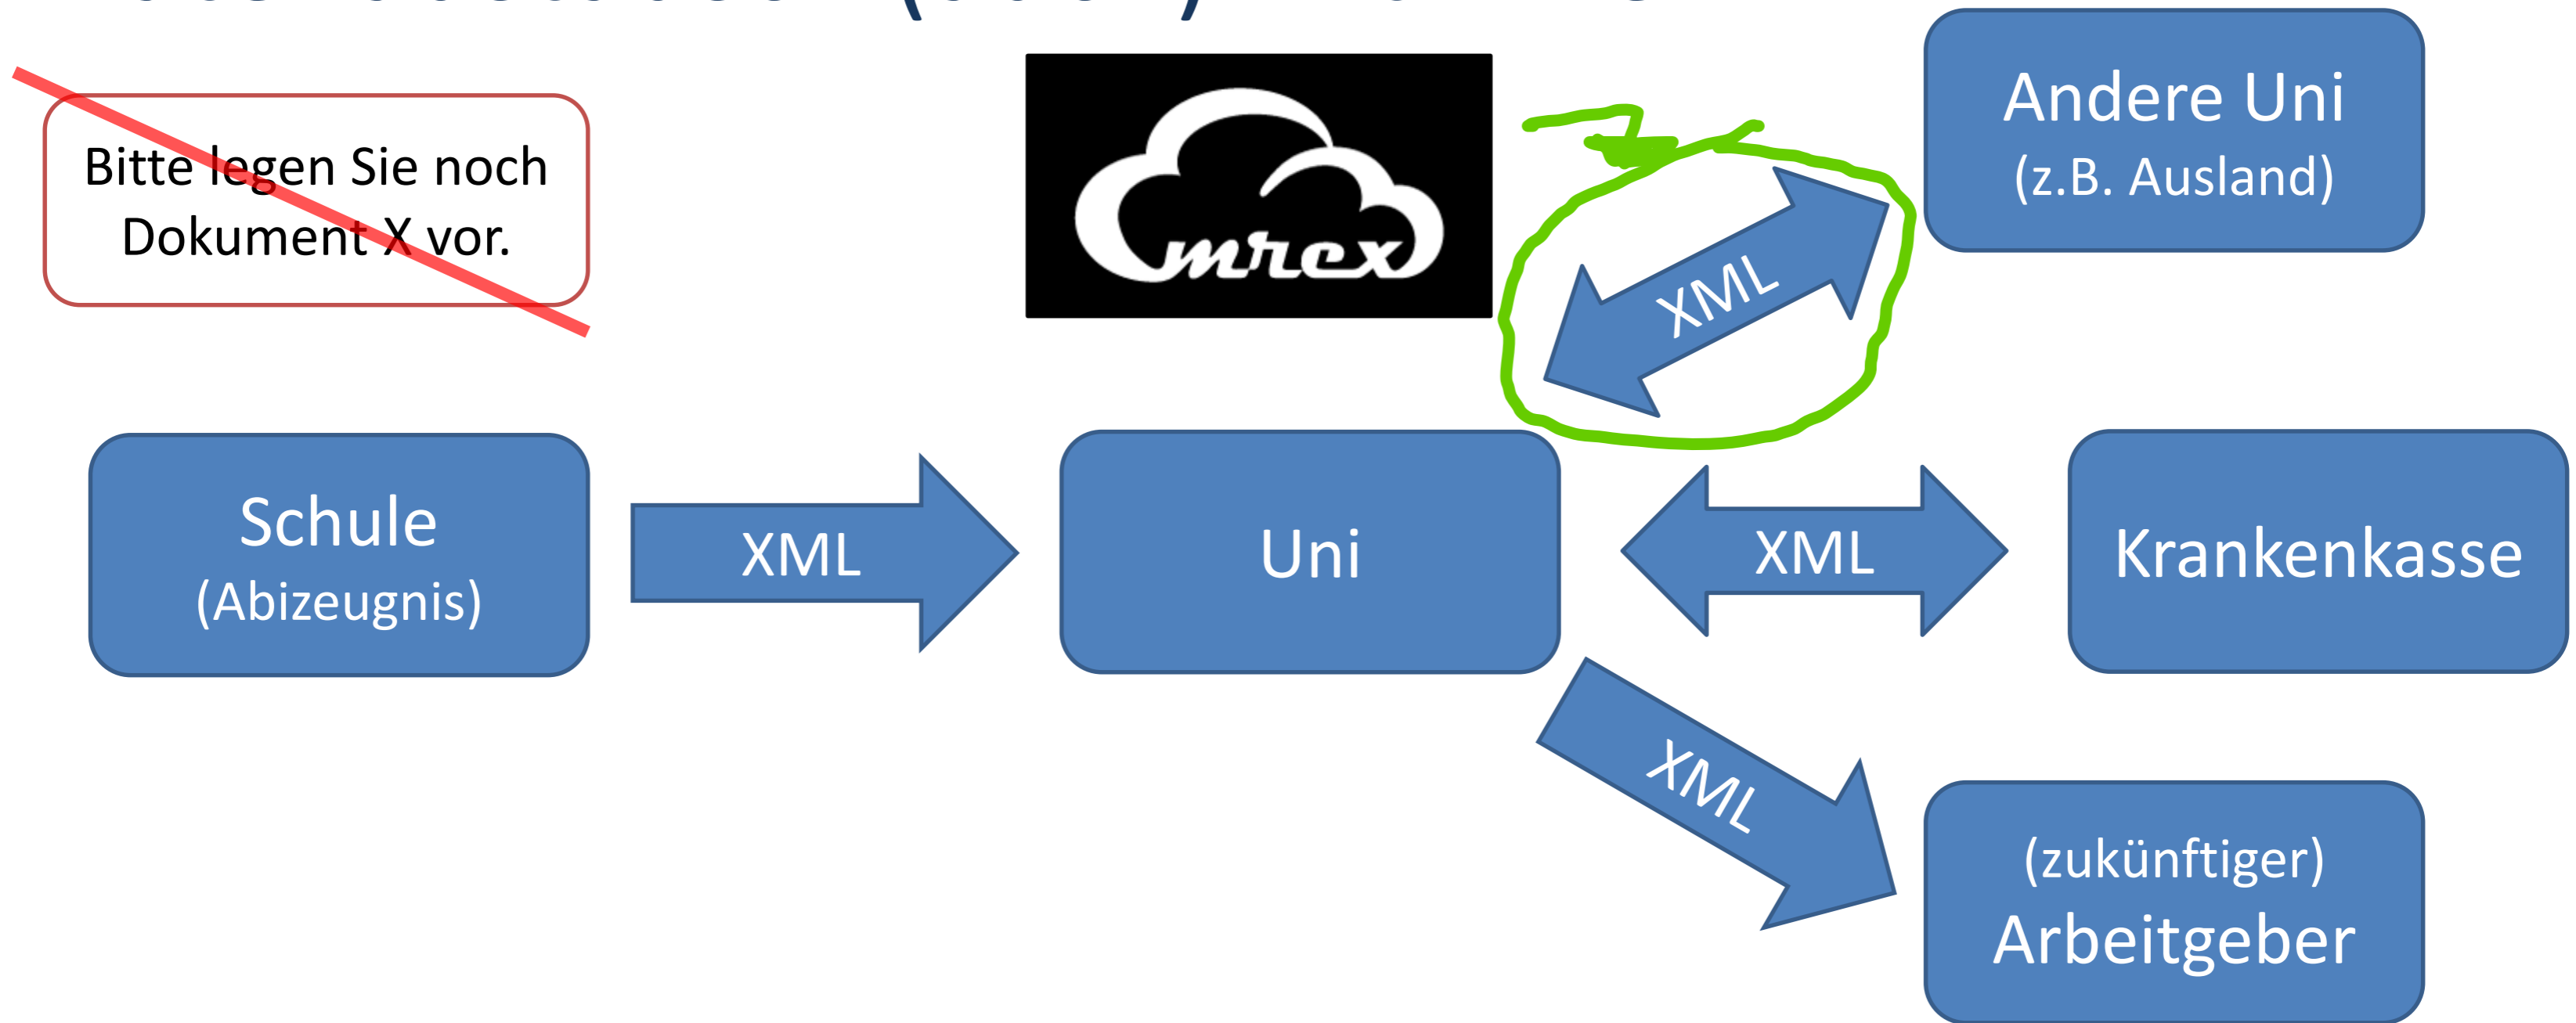 Bitte legen Sie noch
Dokument X vor.
mrex
Andere Uni
(z.B. Ausland)
XML
Schule
(Abizeugnis)
XML
Uni
XML
Krankenkasse
XML
(zukünftiger)
Arbeitgeber